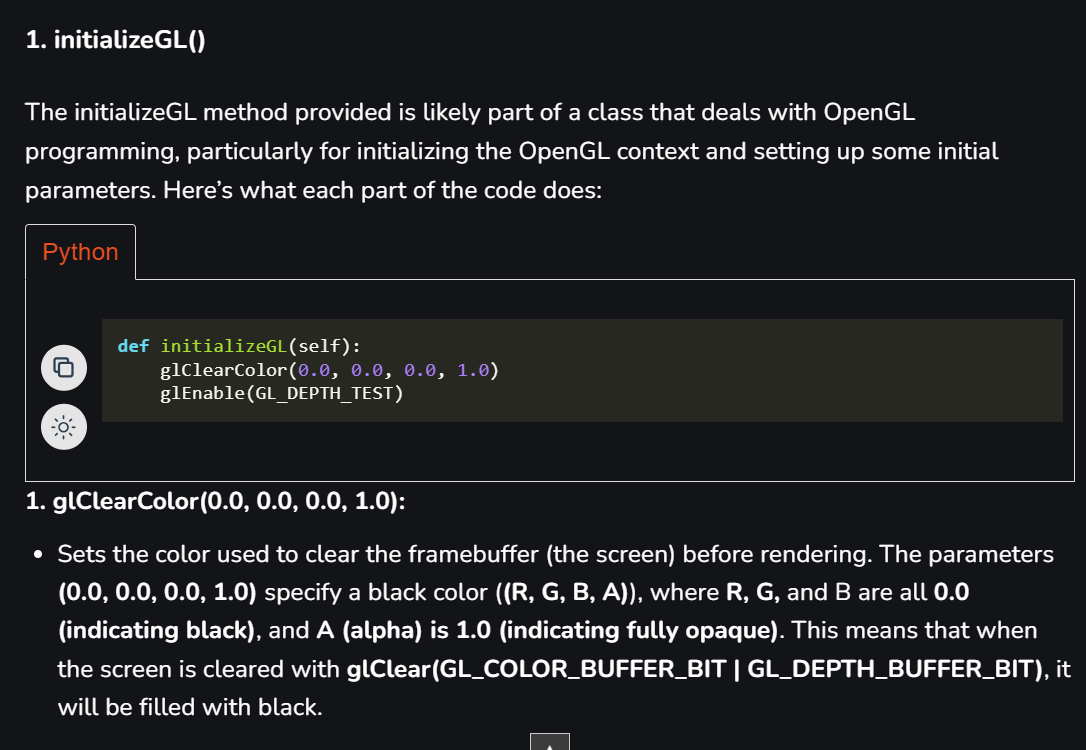 1. initializeGL()
The initializeGL method provided is likely part of a class that deals with OpenGL
programming, particularly for initializing the OpenGL context and setting up some initial
parameters. Here’s what each part of the code does:
Python
def initializeGL(self):
    glClearColor(0.0, 0.0, 0.0, 1.0)
    glEnable(GL_DEPTH_TEST)
1. glClearColor(0.0, 0.0, 0.0, 1.0):
• Sets the color used to clear the framebuffer (the screen) before rendering. The parameters
(0.0, 0.0, 0.0, 1.0) specify a black color ((R, G, B, A)), where R, G, and B are all 0.0
(indicating black), and A (alpha) is 1.0 (indicating fully opaque). This means that when
the screen is cleared with glClear(GL_COLOR_BUFFER_BIT | GL_DEPTH_BUFFER_BIT), it
will be filled with black.